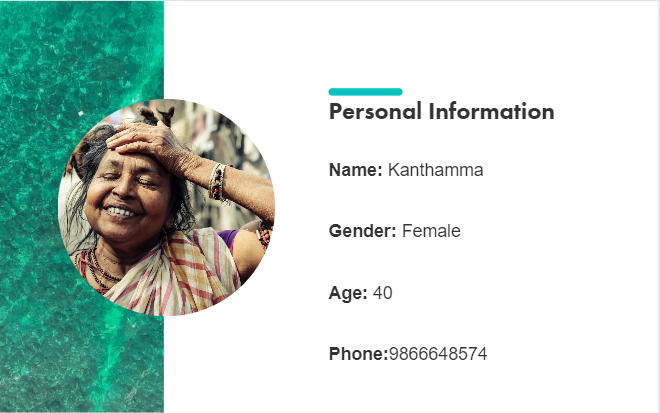 Personal Information
Name: Kanthamma
Gender: Female
Age: 40
Phone:9866648574